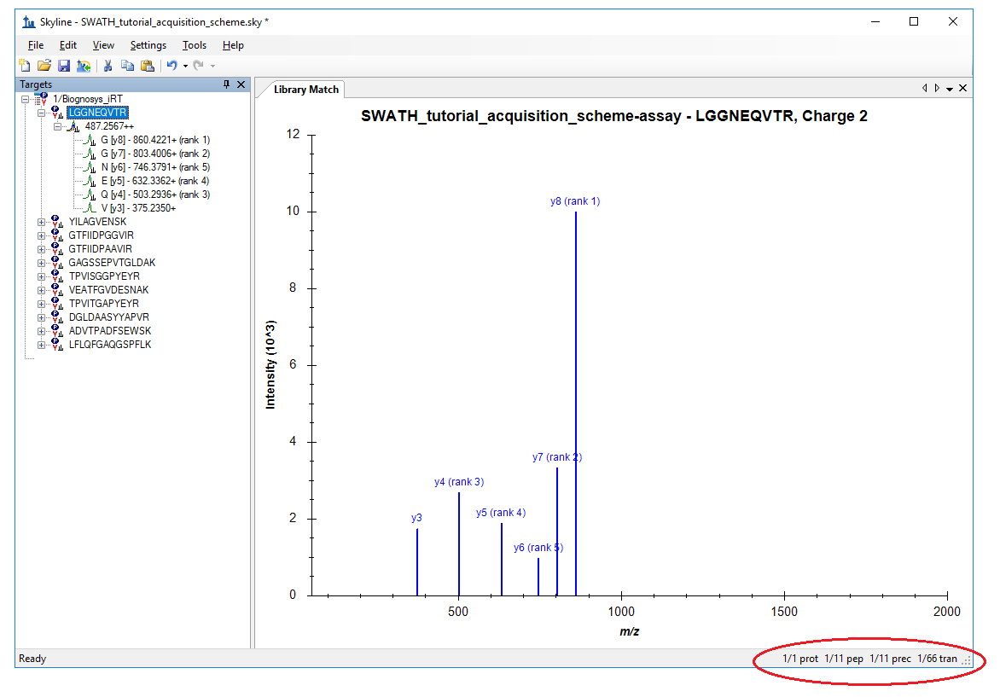 Skyline - SWATH_tutorial_acquisition_scheme.sky *
File Edit View Settings Tools Help
Targets
1/Biognosys_iRT
LGGNEQVTR
487.2567++
G [y8] - 860.4221+ (rank 1)
G [y7] - 803.4006+ (rank 2)
N [y6] - 746.3791+ (rank 5)
E [y5] - 632.3362+ (rank 4)
Q [y4] - 503.2936+ (rank 3)
V [y3] - 375.2350+
YILAGVENSK
GTFIIDPGGVIR
GTFIIDPAAVIR
GAGSSEPVTGLDAK
TPVISGGPYEYR
VEATFGVDESNAK
TPVITGAPYEYR
DGLDAASYYAPVR
ADVTPADFSEWSK
LFLQFGAQGSPFLK
Library Match
SWATH_tutorial_acquisition_scheme-assay - LGGNEQVTR, Charge 2
12
y8 (rank 1)
10
8
Intensity (10^3)
6
4
y7 (rank 2)
y4 (rank 3)
y5 (rank 4)
2
y3
y6 (rank 5)
0
500 1000 1500 2000
m/z
Ready
1/1 prot 1/11 pep 1/11 prec 1/66 tran